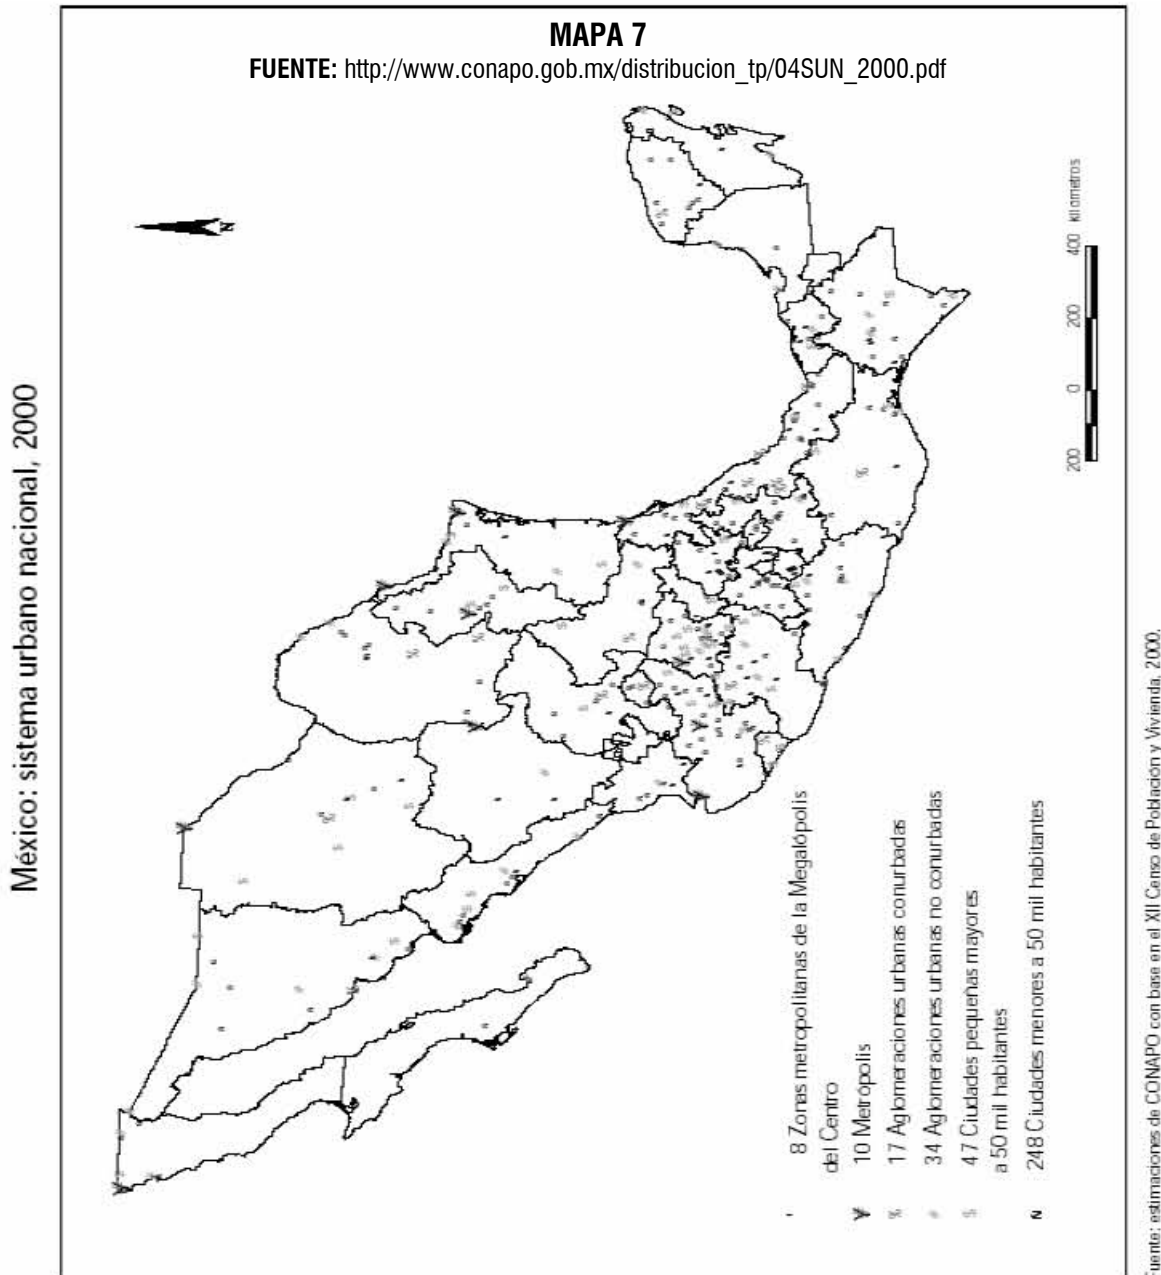 MAPA 7
FUENTE: http://www.conapo.gob.mx/distribucion_tp/04SUN_2000.pdf
México: sistema urbano nacional, 2000
N
200 0 200 400 kilometros
8 Zonas metropolitanas de la Megalópolis
del Centro
10 Metrópolis
17 Aglomeraciones urbanas conurbadas
34 Aglomeraciones urbanas no conurbadas
47 Ciudades pequeñas mayores
a 50 mil habitantes
248 Ciudades menores a 50 mil habitantes
Fuente: estimaciones de CONAPO con base en el XII Censo de Población y Vivienda, 2000.